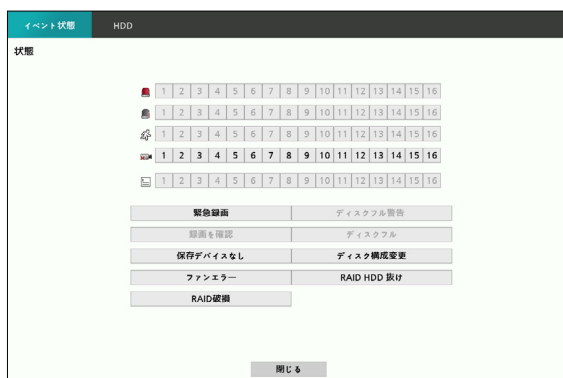 イベント状態 HDD
状態
1 2 3 4 5 6 7 8 9 10 11 12 13 14 15 16
1 2 3 4 5 6 7 8 9 10 11 12 13 14 15 16
1 2 3 4 5 6 7 8 9 10 11 12 13 14 15 16
1 2 3 4 5 6 7 8 9 10 11 12 13 14 15 16
1 2 3 4 5 6 7 8 9 10 11 12 13 14 15 16
緊急録画 ディスクフル警告
録画を確認 ディスクフル
保存デバイスなし ディスク構成変更
ファンエラー RAID HDD 抜け
RAID破損
閉じる